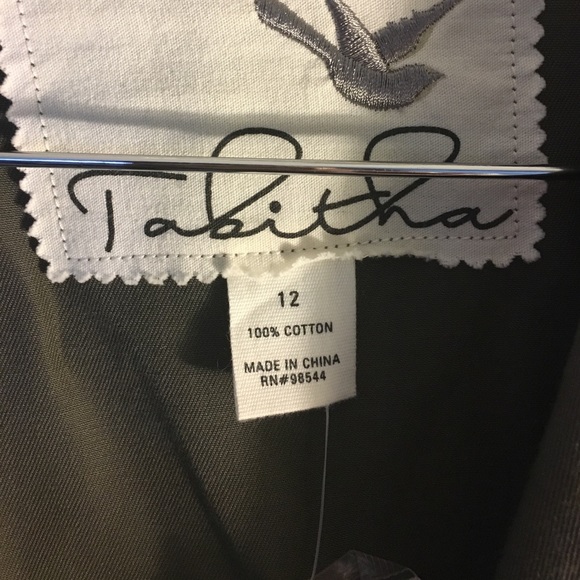 Tabitha
12
100% COTTON
MADE IN CHINA
RN#98544